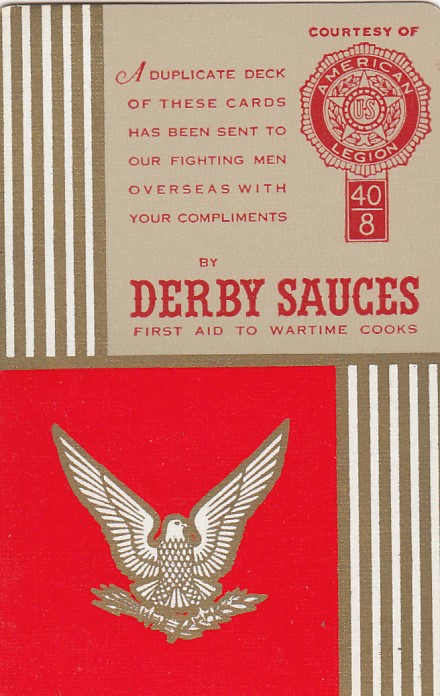 COURTESY OF
AMERICAN
U·S
LEGION
40
8
A DUPLICATE DECK
OF THESE CARDS
HAS BEEN SENT TO
OUR FIGHTING MEN
OVERSEAS WITH
YOUR COMPLIMENTS
BY
DERBY SAUCES
FIRST AID TO WARTIME COOKS